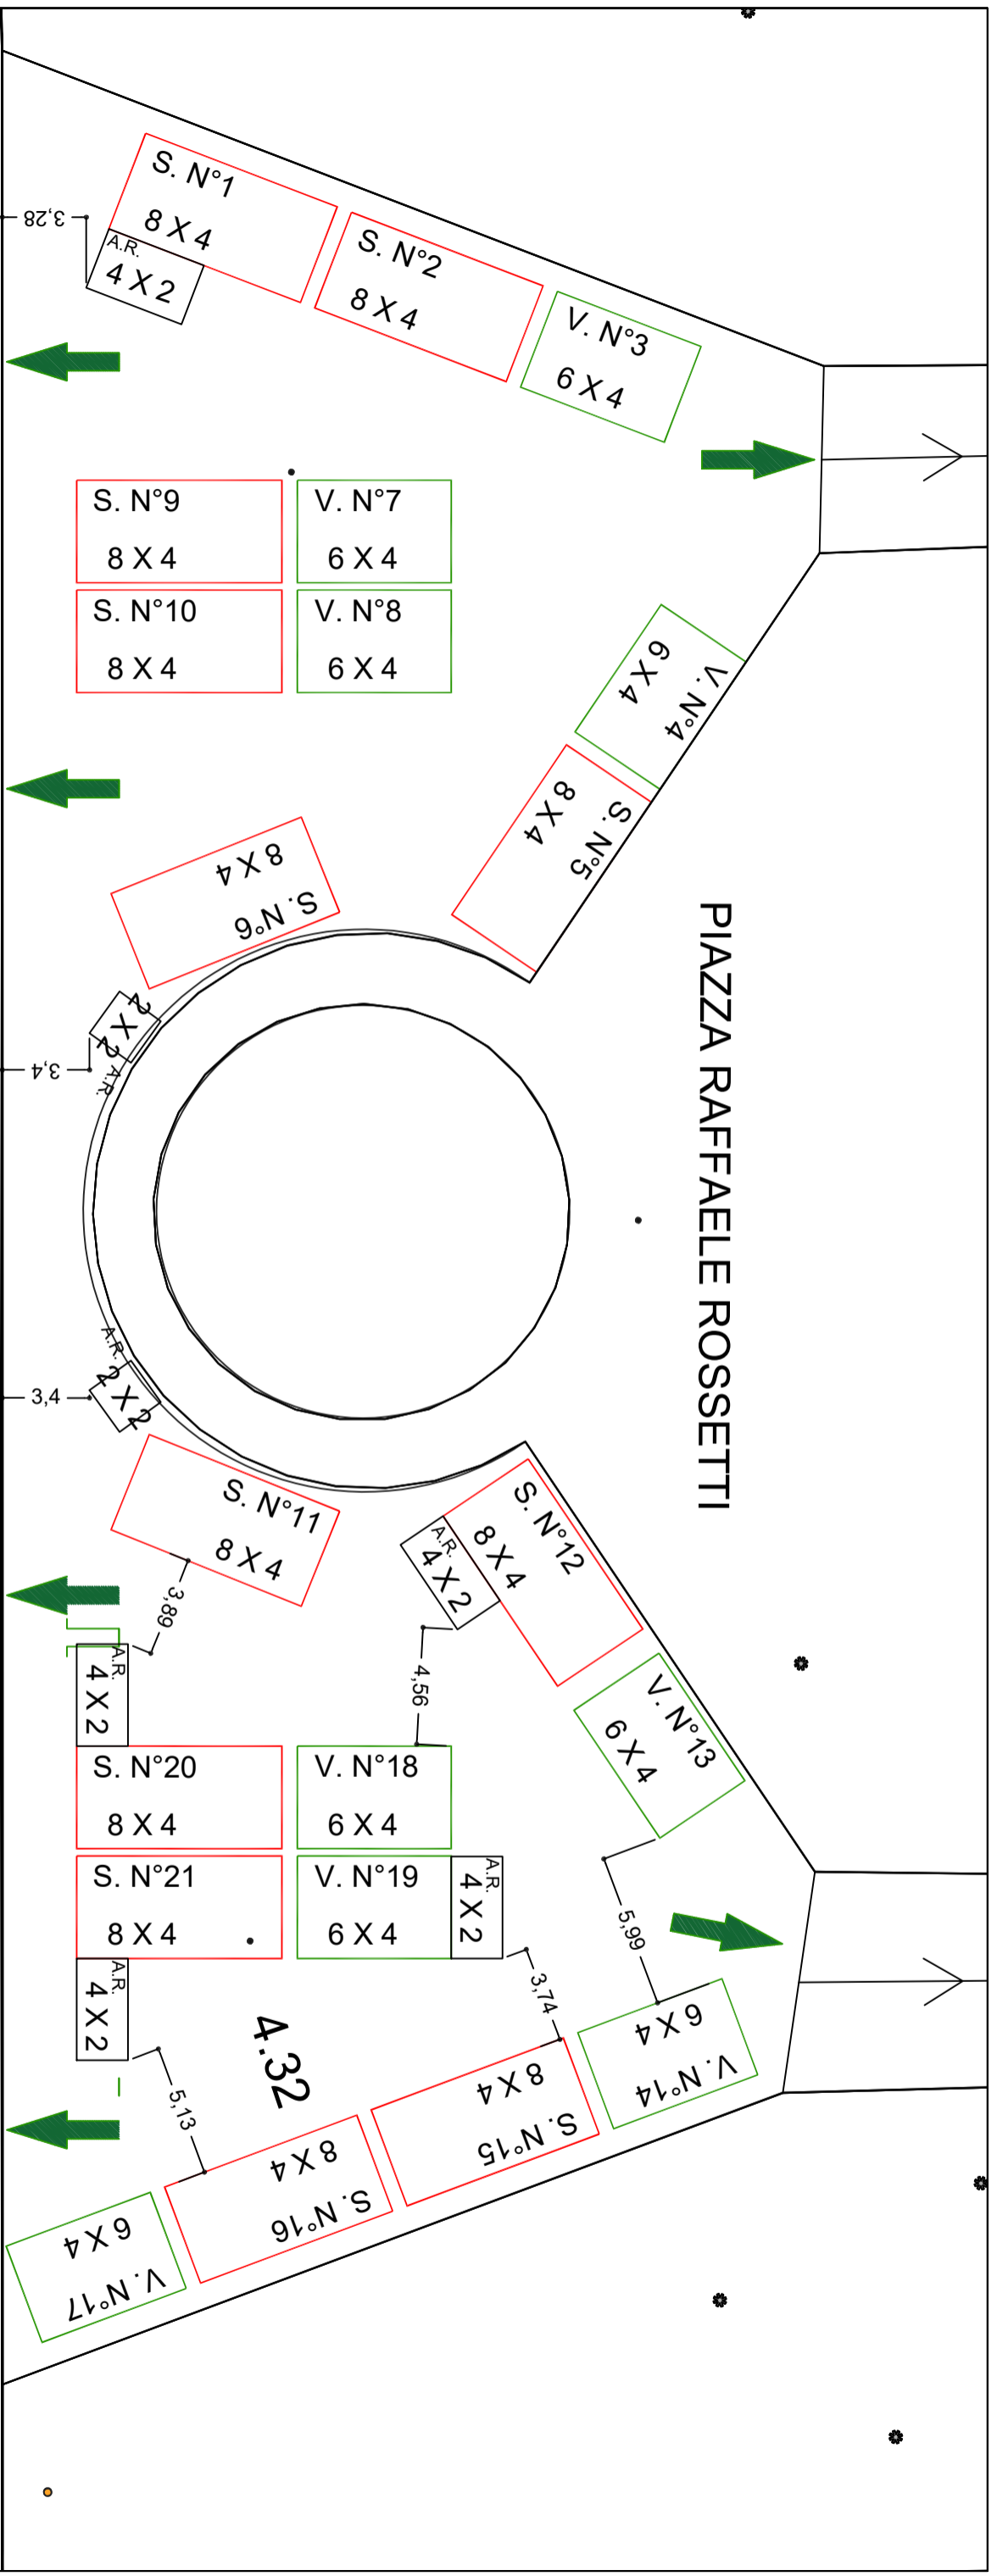 S. N°1
8 X 4
A.R.
4 X 2
3,28
S. N°2
8 X 4
V. N°3
6 X 4
S. N°9
8 X 4
V. N°7
6 X 4
S. N°10
8 X 4
V. N°8
6 X 4
V. N°4
6 X 4
S. N°5
8 X 4
S. N°6
8 X 4
2 X 2
A.R.
3,4
PIAZZA RAFFAELE ROSSETTI
A.R.
2 X 2
3,4
S. N°11
8 X 4
3,89
S. N°12
8 X 4
A.R.
4 X 2
4,56
V. N°13
6 X 4
A.R.
4 X 2
S. N°20
8 X 4
V. N°18
6 X 4
S. N°21
8 X 4
V. N°19
6 X 4
A.R.
4 X 2
5,99
3,74
A.R.
4 X 2
4.32
5,13
V. N°14
6 X 4
S. N°15
8 X 4
S. N°16
8 X 4
V. N°17
6 X 4